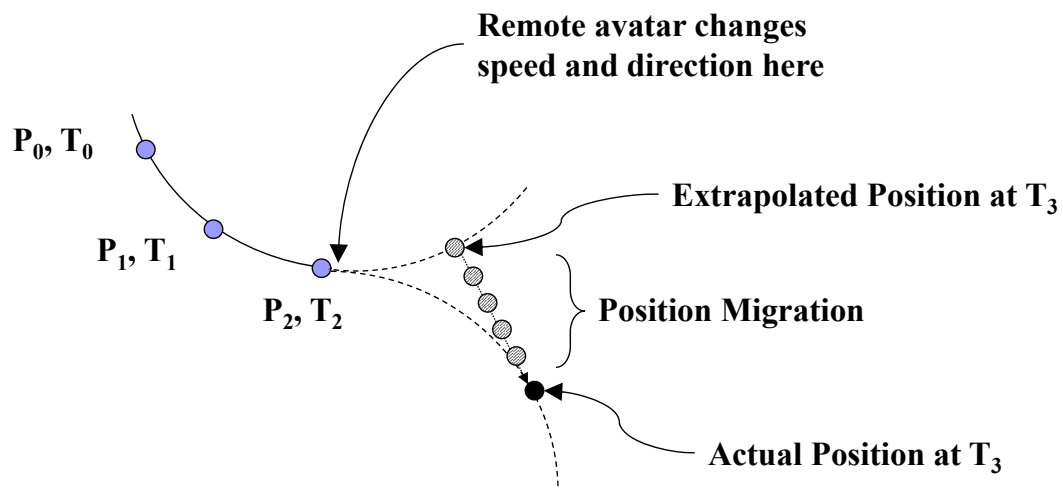 Remote avatar changes
speed and direction here
P₀, T₀
Extrapolated Position at T₃
P₁, T₁
P₂, T₂
Position Migration
Actual Position at T₃